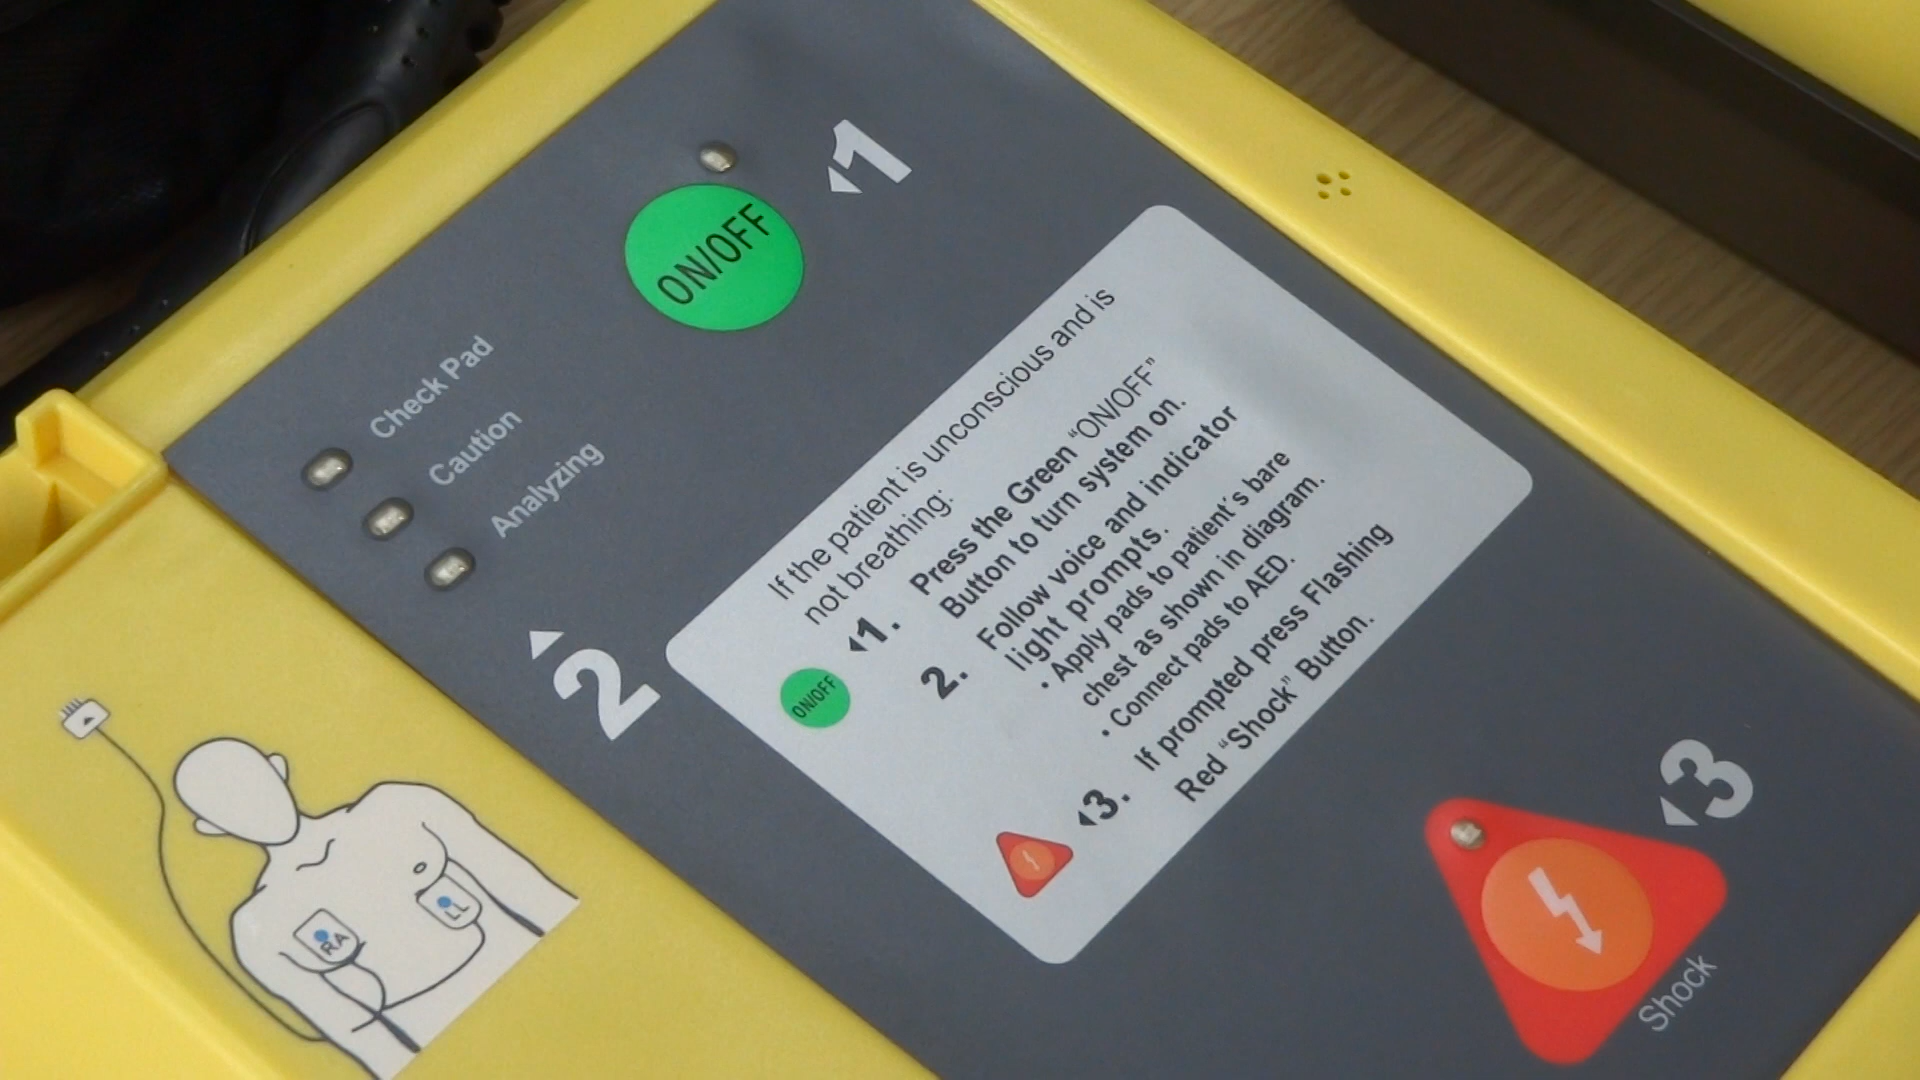 1
ON/OFF
Check Pad
Caution
Analyzing
2
If the patient is unconscious and is
not breathing:
ON/OFF
1. Press the Green “ON/OFF”
Button to turn system on.
2. Follow voice and indicator
light prompts.
• Apply pads to patient´s bare
chest as shown in diagram.
• Connect pads to AED.
3. If prompted press Flashing
Red “Shock” Button.
3
Shock
RA
LL